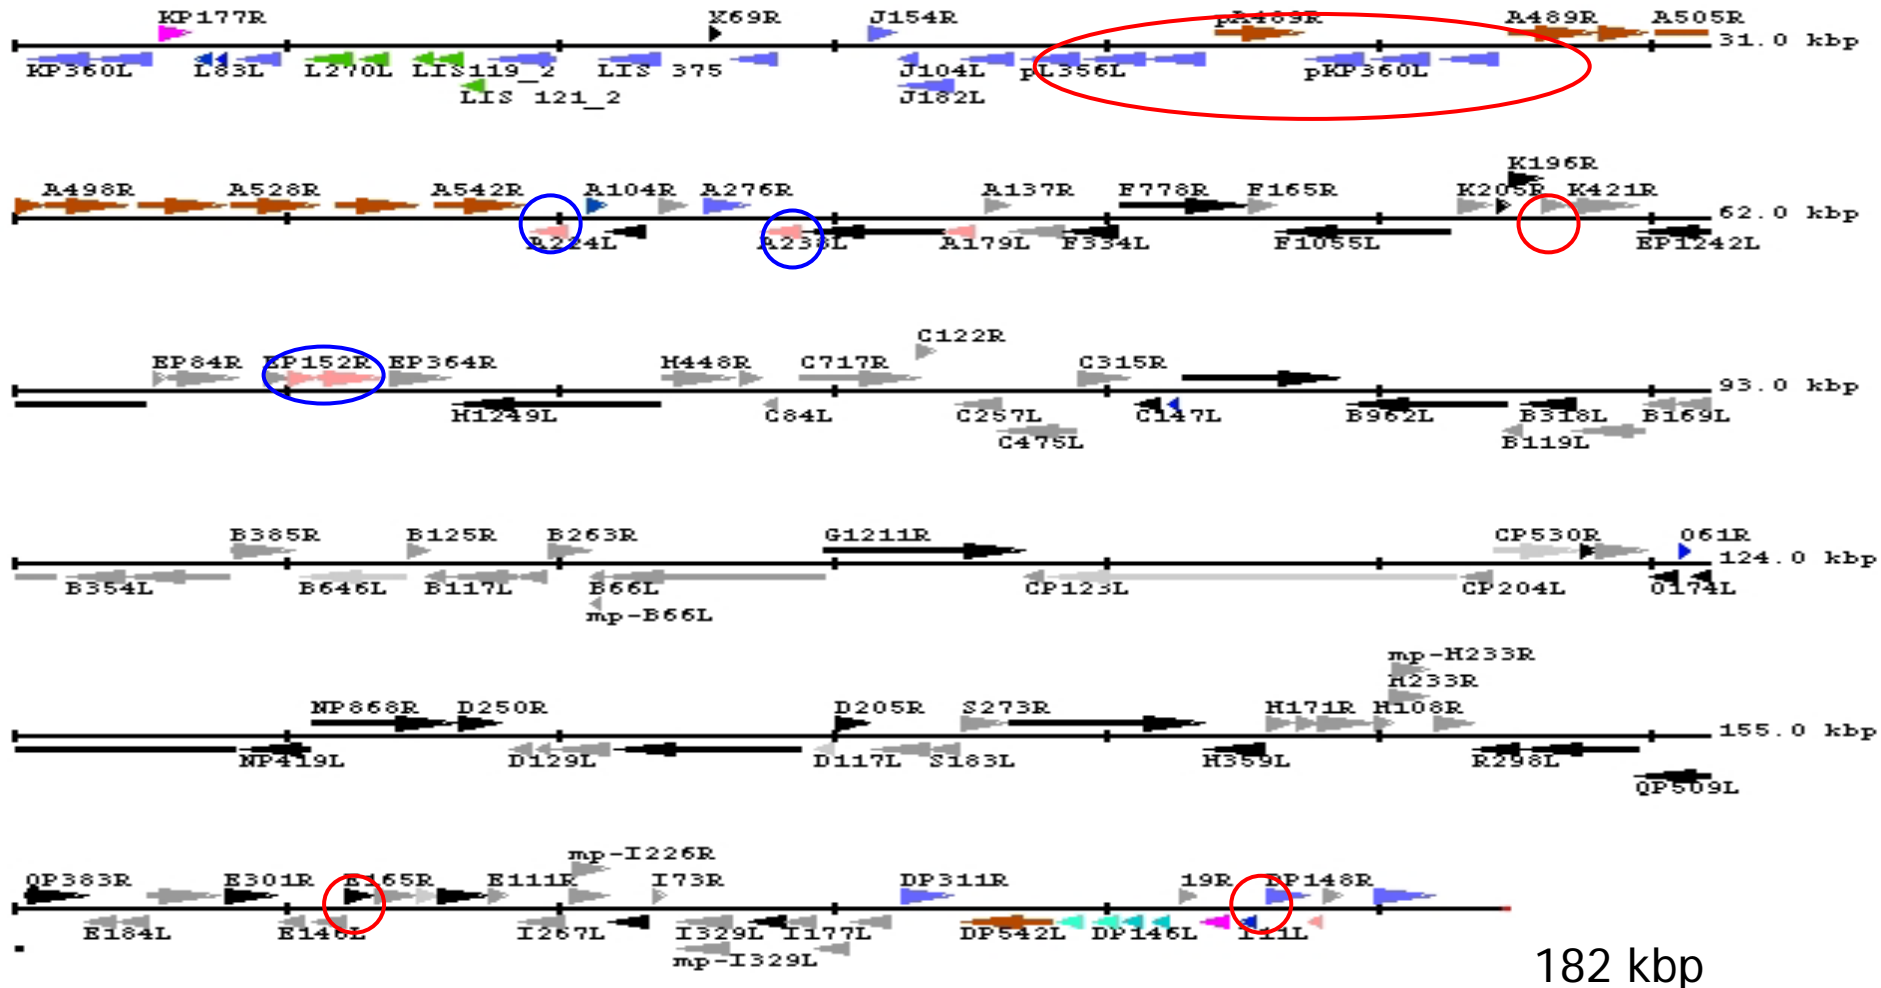 KP177R X69R J154R pA489R A489R A505R
31.0 kbp
KP360L L83L L270L LIS119_2 LIS 375 J104L pL356L pKP360L
LIS 121_2 J182L
K196R
A498R A528R A542R A104R A276R A137R F778R F165R K205R K421R
62.0 kbp
A224L A238L A179L F334L F1055L EP1242L
C122R
EP84R EP152R EP364R H448R C717R C315R
93.0 kbp
H1249L C84L C257L C147L B962L B318L B169L
C475L B119L
B385R B125R B263R G1211R CP530R O61R
124.0 kbp
B354L B646L B117L B66L CP123L CP204L O174L
mp-B66L
mp-H233R
H233R
NP868R D250R D205R S273R H171R H108R
155.0 kbp
NP419L D129L D117L S183L H359L R298L
QP509L
mp-I226R
QP383R E301R E165R E111R I73R DP311R 19R DP148R
E184L E146L I267L I329L I177L DP542L DP146L
mp-I329L
182 kbp